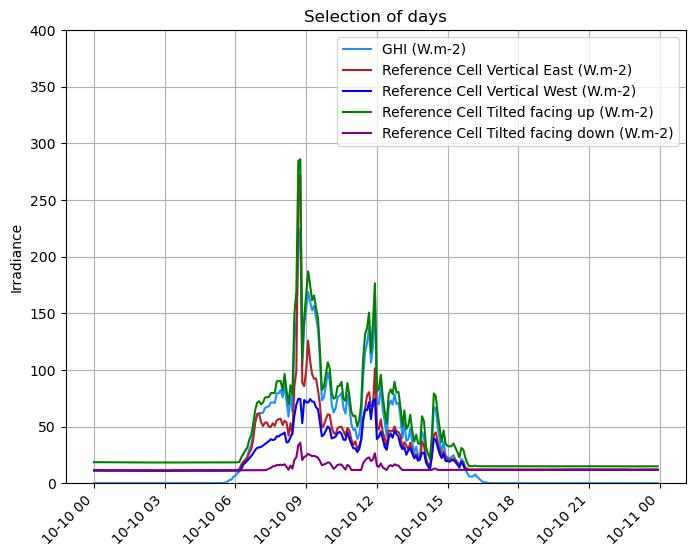 Selection of days
400
350
300
250
200
150
100
50
0
Irradiance
GHI (W.m-2)
Reference Cell Vertical East (W.m-2)
Reference Cell Vertical West (W.m-2)
Reference Cell Tilted facing up (W.m-2)
Reference Cell Tilted facing down (W.m-2)
10-10 00
10-10 03
10-10 06
10-10 09
10-10 12
10-10 15
10-10 18
10-10 21
10-11 00